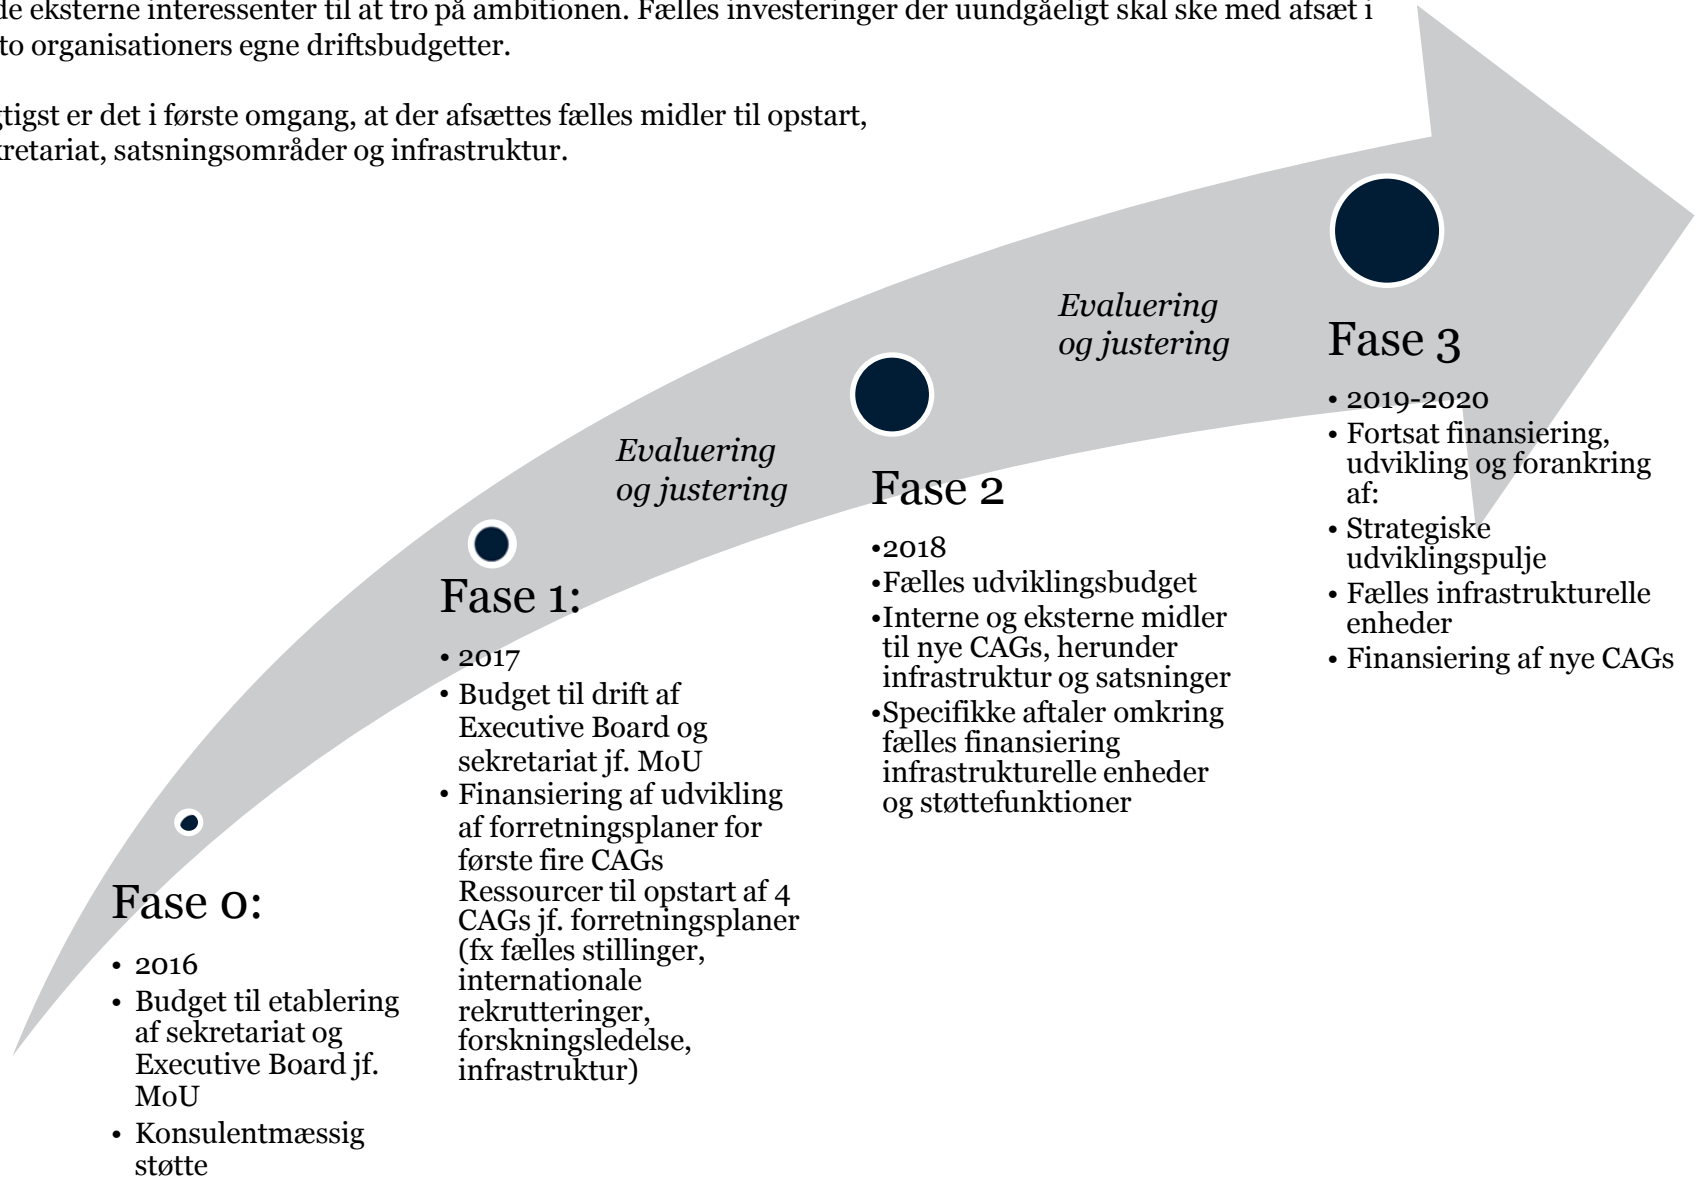 de eksterne interessenter til at tro på ambitionen. Fælles investeringer der uundgåeligt skal ske med afsæt i
to organisationers egne driftsbudgetter.
gtigst er det i første omgang, at der afsættes fælles midler til opstart,
kretariat, satsningsområder og infrastruktur.
Fase 0:
• 2016
• Budget til etablering
af sekretariat og
Executive Board jf.
MoU
• Konsulentmæssig
støtte
Fase 1:
• 2017
• Budget til drift af
Executive Board og
sekretariat jf. MoU
• Finansiering af udvikling
af forretningsplaner for
første fire CAGs
Ressourcer til opstart af 4
CAGs jf. forretningsplaner
(fx fælles stillinger,
internationale
rekrutteringer,
forskningsledelse,
infrastruktur)
Evaluering
og justering
Fase 2
•2018
•Fælles udviklingsbudget
•Interne og eksterne midler
til nye CAGs, herunder
infrastruktur og satsninger
•Specifikke aftaler omkring
fælles finansiering
infrastrukturelle enheder
og støttefunktioner
Evaluering
og justering
Fase 3
• 2019-2020
• Fortsat finansiering,
udvikling og forankring
af:
• Strategiske
udviklingspulje
• Fælles infrastrukturelle
enheder
• Finansiering af nye CAGs